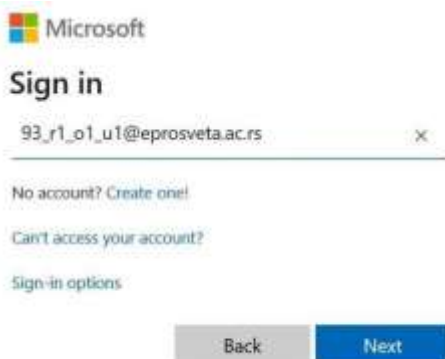 Microsoft
Sign in
93_r1_o1_u1@eprosveta.ac.rs
No account? Create one!
Can't access your account?
Sign-in options
Back Next